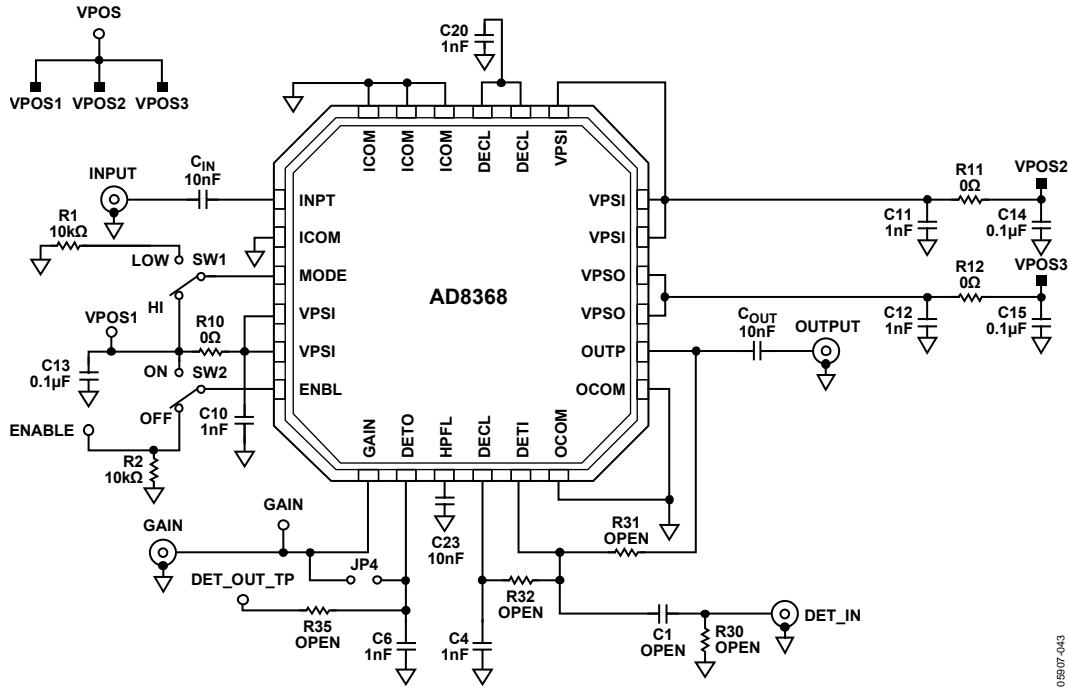 VPOS
VPOS1 VPOS2 VPOS3
C20
1nF
ICOM
ICOM
ICOM
DECL
DECL
VPSI
INPUT
CIN
10nF
R1
10kΩ
LOW
SW1
HI
VPOS1
R10
0Ω
C13
0.1µF
ON
SW2
OFF
C10
1nF
ENABLE
R2
10kΩ
INPT
ICOM
MODE
VPSI
VPSI
ENBL
AD8368
VPSI
VPSI
VPSO
VPSO
OUTP
OCOM
GAIN
DETO
HPFL
DECL
DETI
OCOM
R11
0Ω
VPOS2
C11
1nF
C14
0.1µF
R12
0Ω
VPOS3
C12
1nF
C15
0.1µF
COUT
10nF
OUTPUT
GAIN
GAIN
C23
10nF
R31
OPEN
JP4
DET_OUT_TP
R35
OPEN
C6
1nF
C4
1nF
R32
OPEN
C1
OPEN
R30
OPEN
DET_IN
05907-043